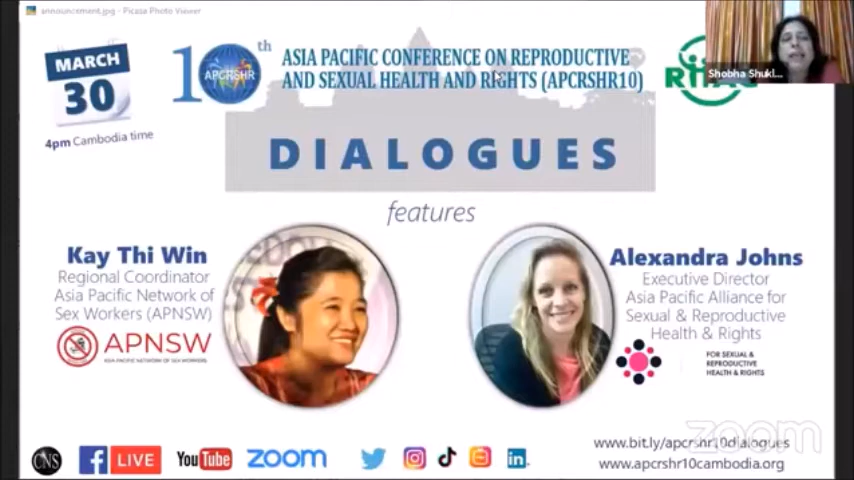 announcement.jpg - Picasa Photo Viewer
MARCH
30
4pm Cambodia time
10th
APCRSHR
ASIA PACIFIC CONFERENCE ON REPRODUCTIVE
AND SEXUAL HEALTH AND RIGHTS (APCRSHR10)
Shobha Shukl...
DIALOGUES
features
Kay Thi Win
Regional Coordinator
Asia Pacific Network of
Sex Workers (APNSW)
APNSW
ASIA PACIFIC NETWORK OF SEX WORKERS
Alexandra Johns
Executive Director
Asia Pacific Alliance for
Sexual & Reproductive
Health & Rights
FOR SEXUAL &
REPRODUCTIVE
HEALTH & RIGHTS
zoom
CNS
LIVE
YouTube
zoom
in
www.bit.ly/apcrshr10dialogues
www.apcrshr10cambodia.org